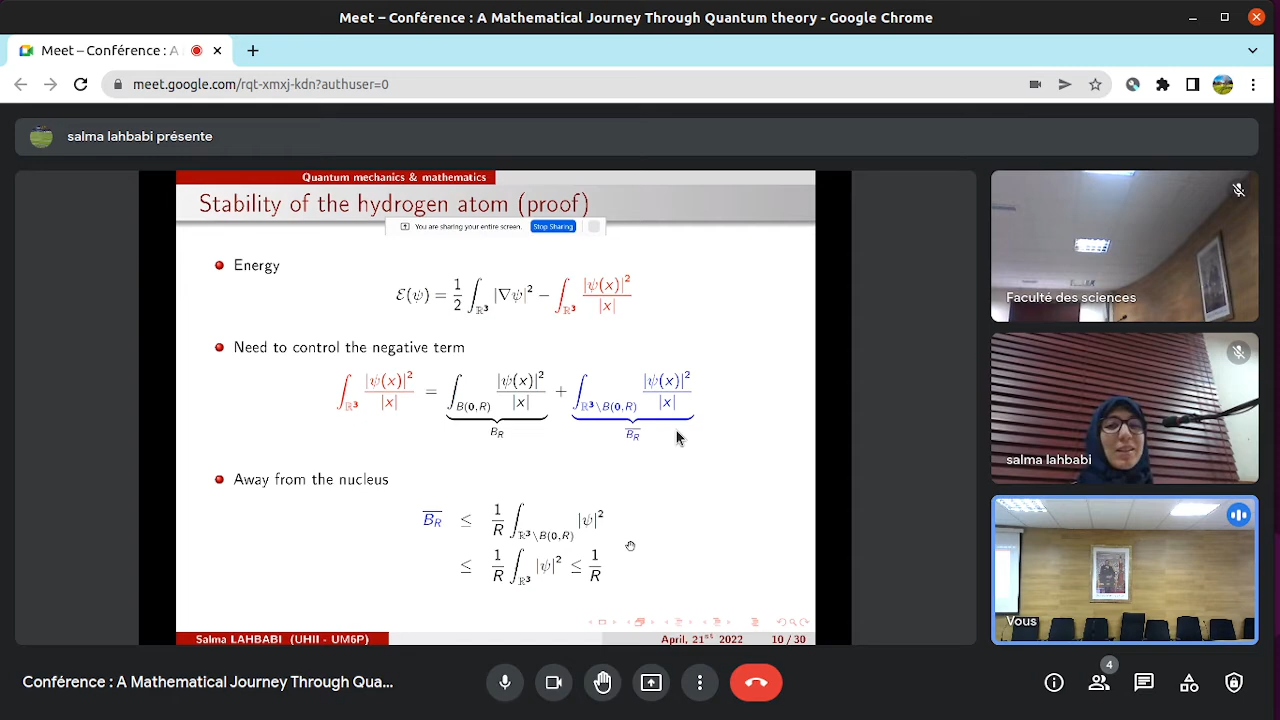 Meet – Conférence : A Mathematical Journey Through Quantum theory - Google Chrome
Meet – Conférence : A
meet.google.com/rqt-xmxj-kdn?authuser=0
salma lahbabi présente
Quantum mechanics & mathematics
Stability of the hydrogen atom (proof)
You are sharing your entire screen. Stop Sharing
Energy
ℰ(ψ) = 1/2 ∫_ℝ³ |∇ψ|² − ∫_ℝ³ |ψ(x)|²/|x|
Need to control the negative term
∫_ℝ³ |ψ(x)|²/|x| = ∫_B(0,R) |ψ(x)|²/|x| + ∫_ℝ³\B(0,R) |ψ(x)|²/|x|
B_R \overline{B_R}
Away from the nucleus
\overline{B_R} ≤ 1/R ∫_ℝ³\B(0,R) |ψ|²
≤ 1/R ∫_ℝ³ |ψ|² ≤ 1/R
Salma LAHBABI (UHII - UM6P) April, 21st 2022 10 / 30
Faculté des sciences
salma lahbabi
Vous
Conférence : A Mathematical Journey Through Qua...
4